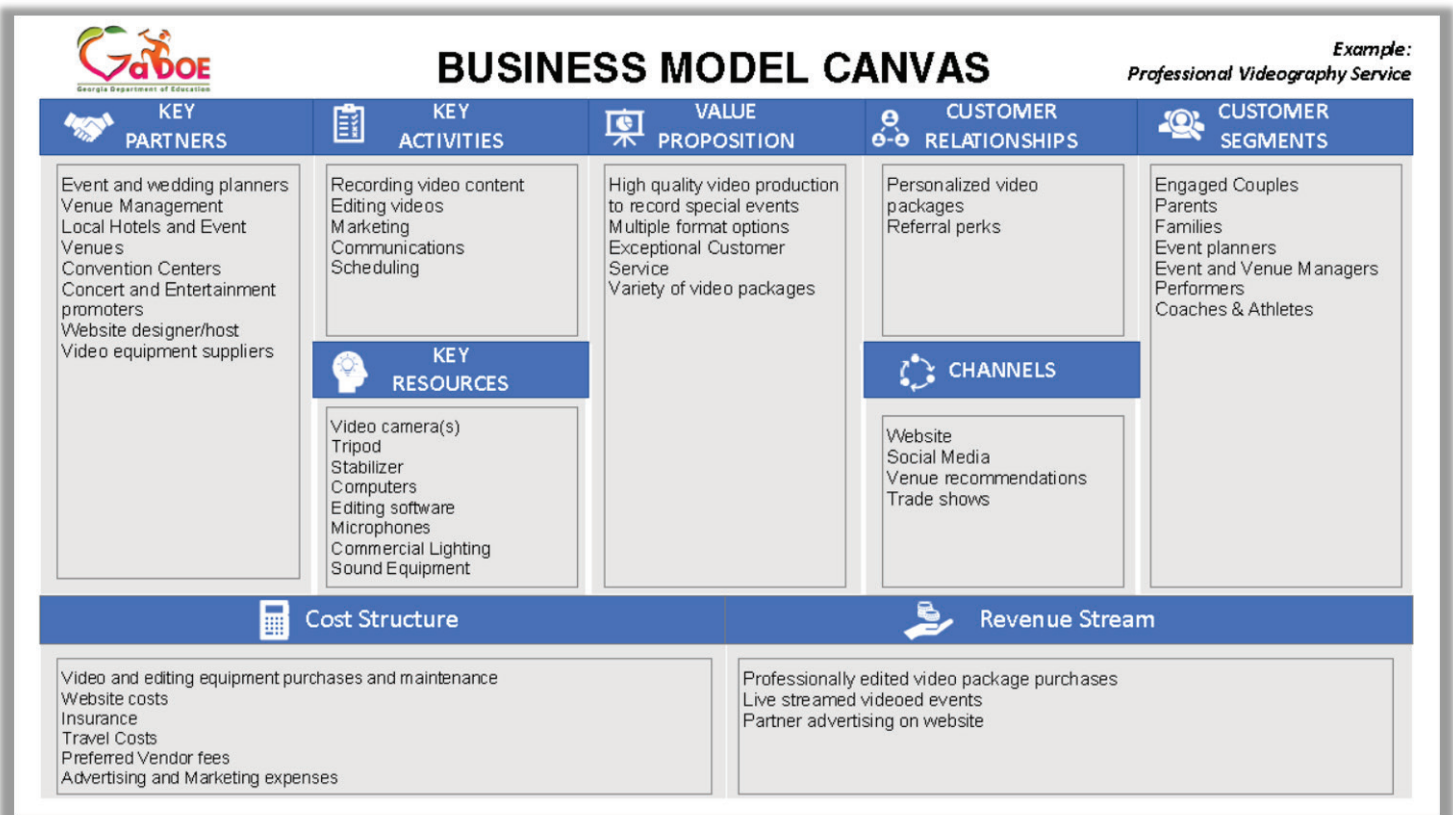 GaDOE
Georgia Department of Education
BUSINESS MODEL CANVAS
Example:
Professional Videography Service
KEY
PARTNERS
Event and wedding planners
Venue Management
Local Hotels and Event
Venues
Convention Centers
Concert and Entertainment
promoters
Website designer/host
Video equipment suppliers
KEY
ACTIVITIES
Recording video content
Editing videos
Marketing
Communications
Scheduling
KEY
RESOURCES
Video camera(s)
Tripod
Stabilizer
Computers
Editing software
Microphones
Commercial Lighting
Sound Equipment
VALUE
PROPOSITION
High quality video production
to record special events
Multiple format options
Exceptional Customer
Service
Variety of video packages
CUSTOMER
RELATIONSHIPS
Personalized video
packages
Referral perks
CHANNELS
Website
Social Media
Venue recommendations
Trade shows
CUSTOMER
SEGMENTS
Engaged Couples
Parents
Families
Event planners
Event and Venue Managers
Performers
Coaches & Athletes
Cost Structure
Video and editing equipment purchases and maintenance
Website costs
Insurance
Travel Costs
Preferred Vendor fees
Advertising and Marketing expenses
Revenue Stream
Professionally edited video package purchases
Live streamed videoed events
Partner advertising on website